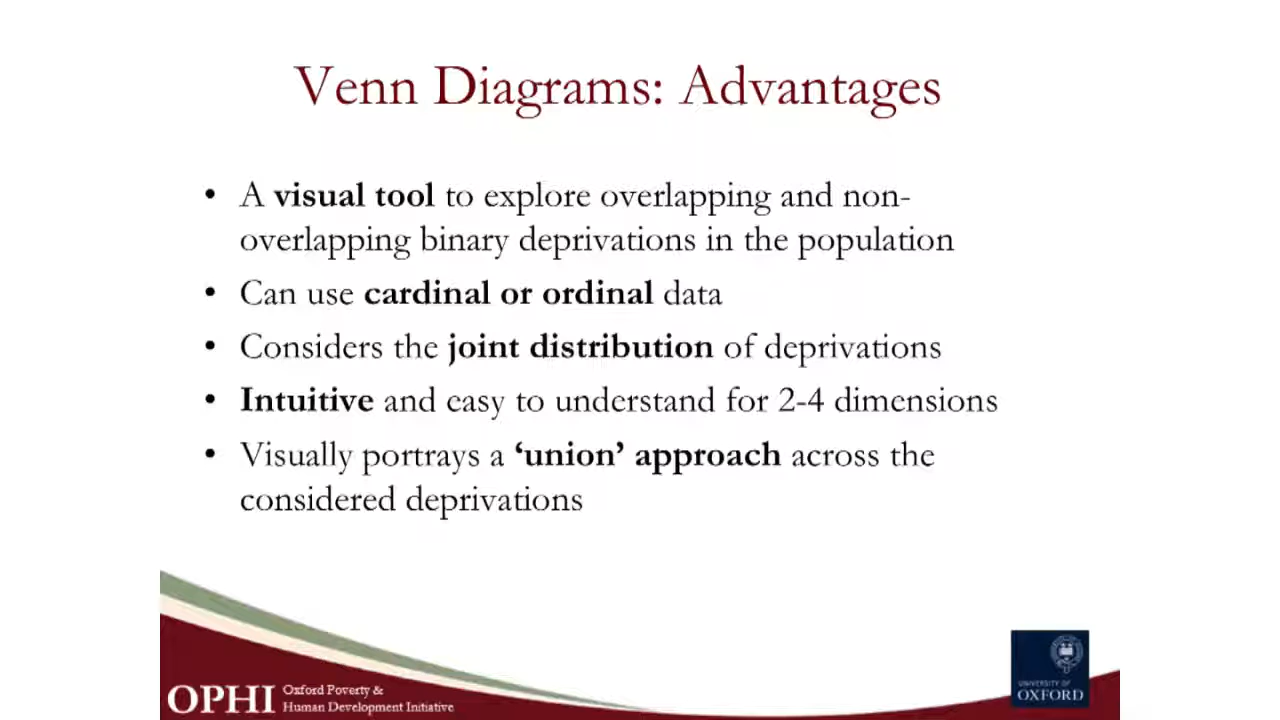 Venn Diagrams: Advantages
• A visual tool to explore overlapping and non-
overlapping binary deprivations in the population
• Can use cardinal or ordinal data
• Considers the joint distribution of deprivations
• Intuitive and easy to understand for 2-4 dimensions
• Visually portrays a ‘union’ approach across the
considered deprivations
OPHI
Oxford Poverty &
Human Development Initiative
UNIVERSITY OF
OXFORD